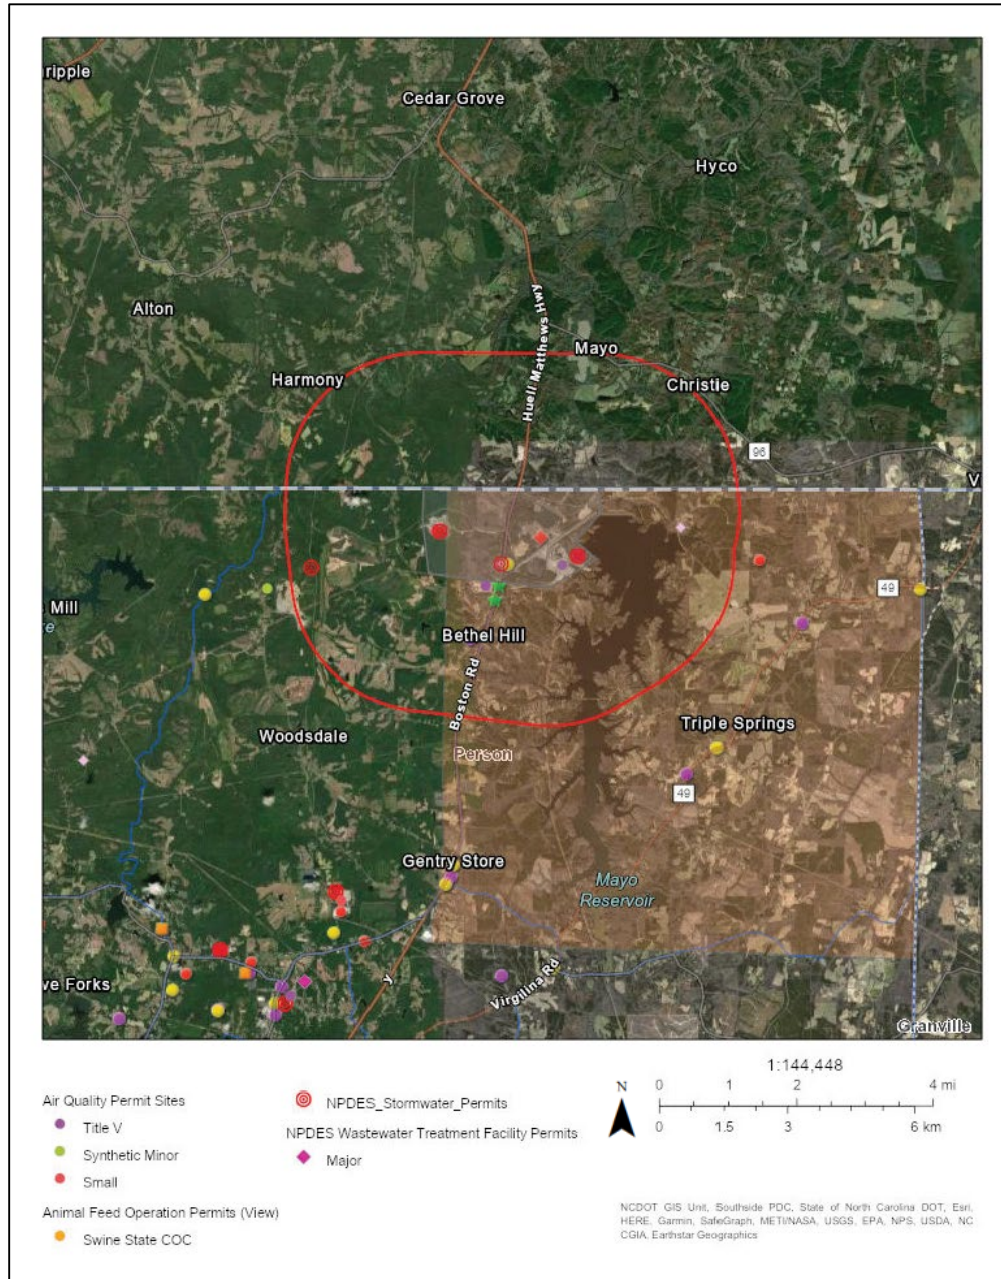 ripple
Cedar Grove
Hyco
Alton
Huell Matthews Hwy
Mayo
Harmony
Christie
96
V
49
Mill
Bethel Hill
Boston Rd
Woodsdale
Triple Springs
Person
49
Gentry Store
Mayo
Reservoir
ve Forks
y
Virgilina Rd
Granville
1:144,448
Air Quality Permit Sites
Title V
Synthetic Minor
Small
Animal Feed Operation Permits (View)
Swine State COC
NPDES_Stormwater_Permits
NPDES Wastewater Treatment Facility Permits
Major
N
0 1 2 4 mi
0 1.5 3 6 km
NCDOT GIS Unit, Southside PDC, State of North Carolina DOT, Esri,
HERE, Garmin, SafeGraph, METI/NASA, USGS, EPA, NPS, USDA, NC
CGIA, Earthstar Geographics